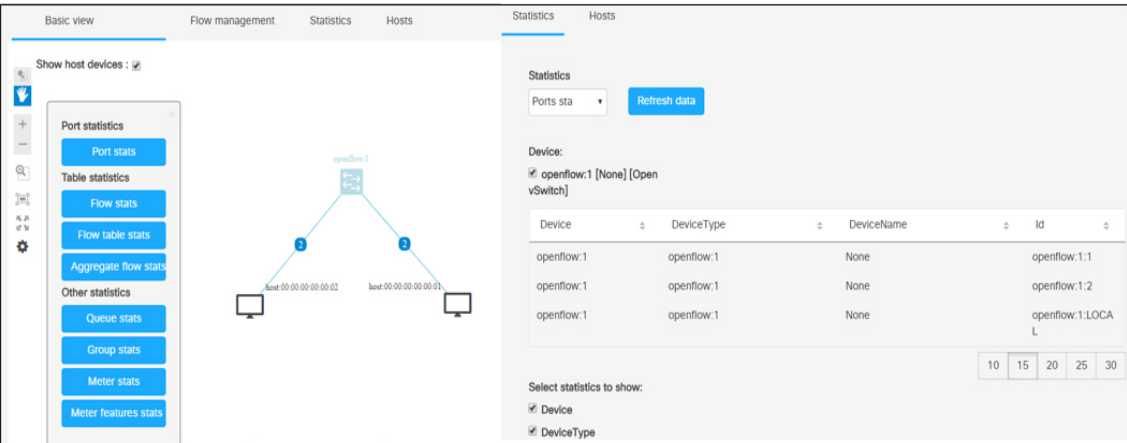 Basic view Flow management Statistics Hosts
Show host devices :
Port statistics
Port stats
Table statistics
Flow stats
Flow table stats
Aggregate flow stats
Other statistics
Queue stats
Group stats
Meter stats
Meter features stats
openflow:1
2 2
host:00:00:00:00:00:02 host:00:00:00:00:00:01
Statistics Hosts
Statistics
Ports sta Refresh data
Device:
openflow:1 [None] [Open
vSwitch]
Device DeviceType DeviceName Id
openflow:1 openflow:1 None openflow:1:1
openflow:1 openflow:1 None openflow:1:2
openflow:1 openflow:1 None openflow:1:LOCA
L
10 15 20 25 30
Select statistics to show:
Device
DeviceType